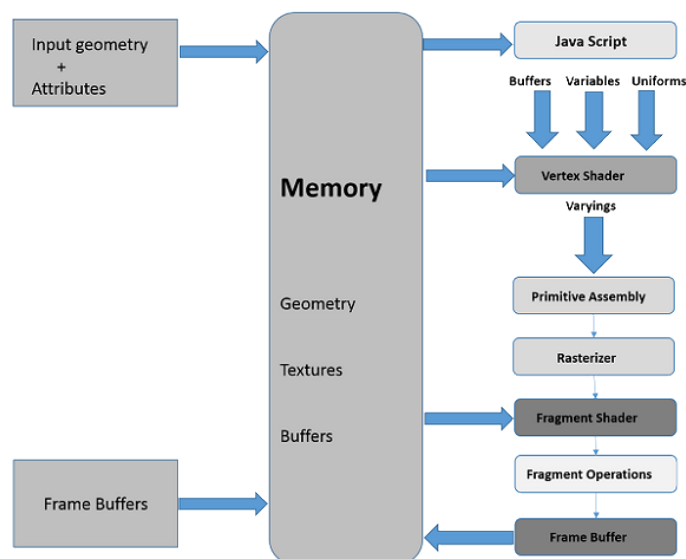 Input geometry
+
Attributes
Memory
Geometry
Textures
Buffers
Frame Buffers
Java Script
Buffers Variables Uniforms
Vertex Shader
Varyings
Primitive Assembly
Rasterizer
Fragment Shader
Fragment Operations
Frame Buffer